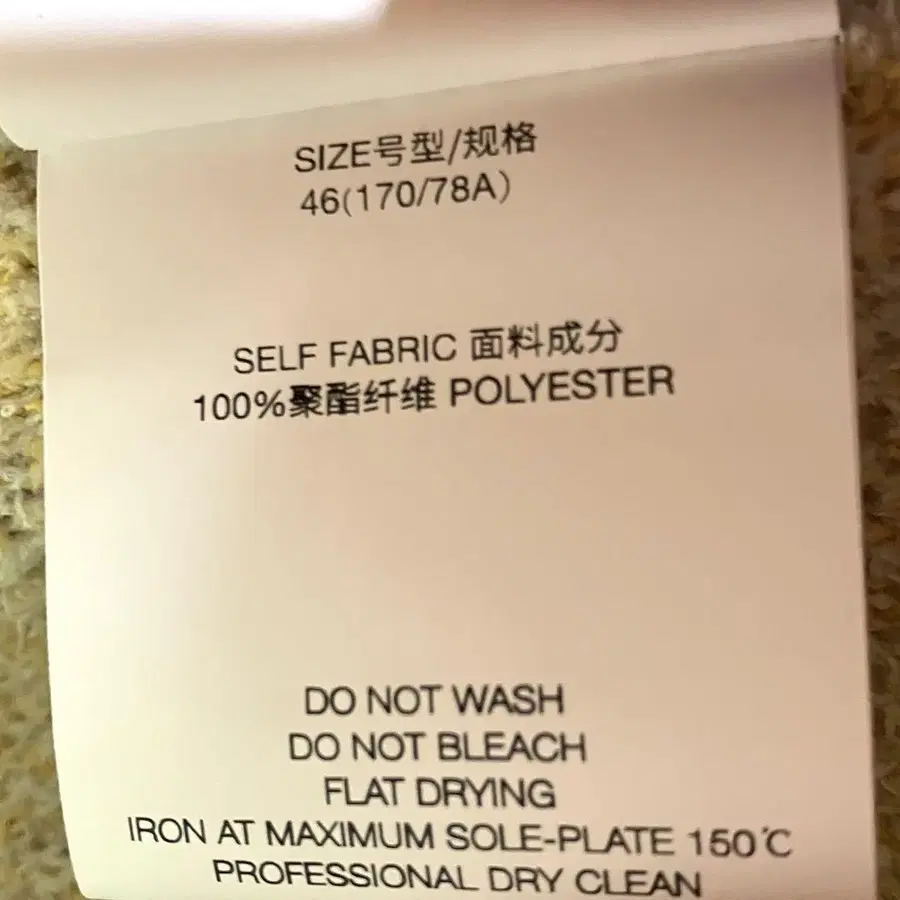 SIZE号型/规格
46(170/78A)
SELF FABRIC 面料成分
100%聚酯纤维 POLYESTER
DO NOT WASH
DO NOT BLEACH
FLAT DRYING
IRON AT MAXIMUM SOLE-PLATE 150℃
PROFESSIONAL DRY CLEAN